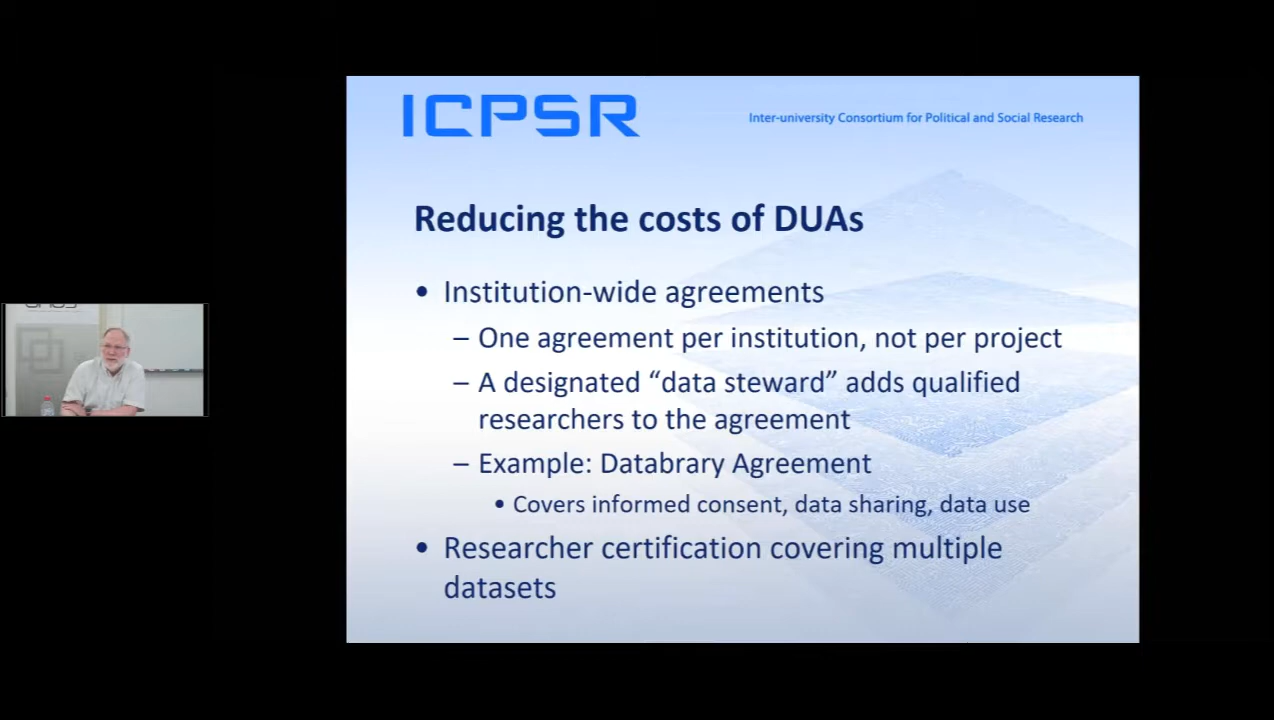 ICPSR
Inter-university Consortium for Political and Social Research
Reducing the costs of DUAs
• Institution-wide agreements
– One agreement per institution, not per project
– A designated “data steward” adds qualified
researchers to the agreement
– Example: Databrary Agreement
• Covers informed consent, data sharing, data use
• Researcher certification covering multiple
datasets